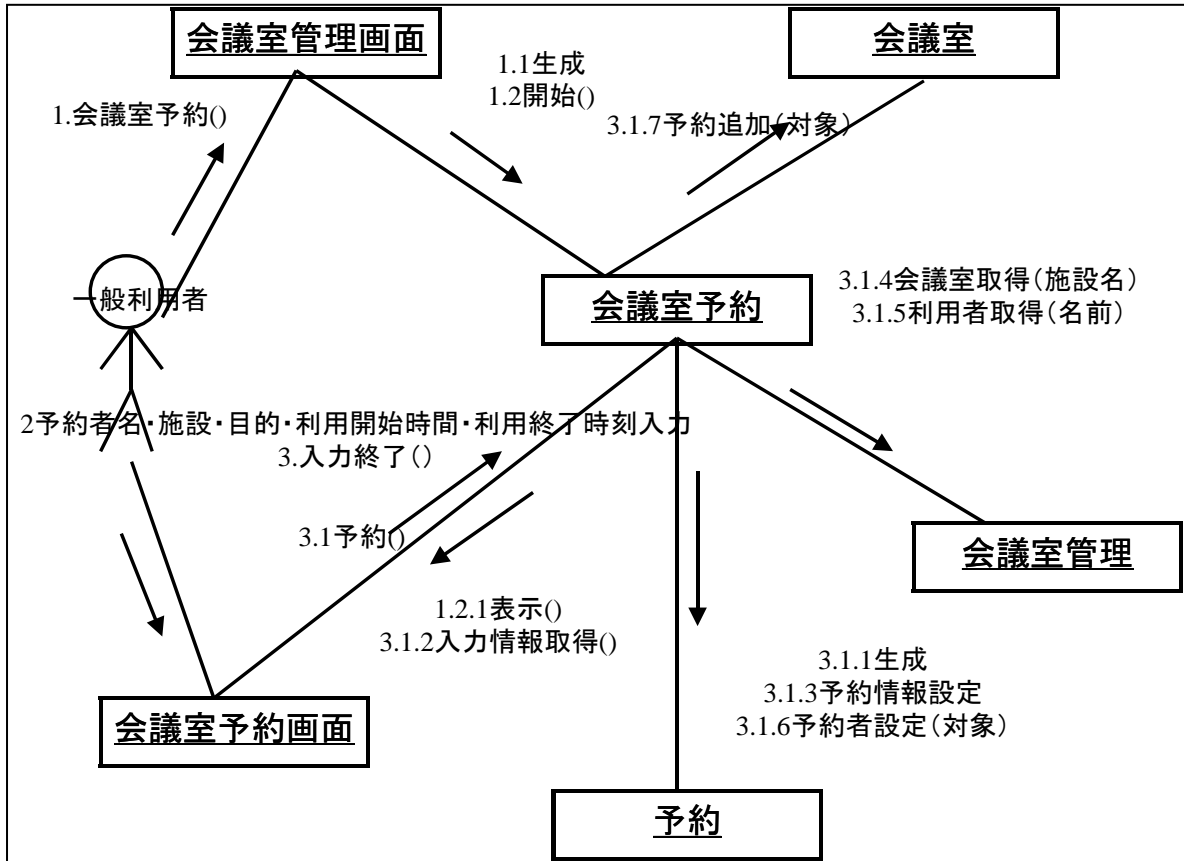 会議室管理画面
会議室
1.1生成
1.2開始()
1.会議室予約()
3.1.7予約追加(対象)
一般利用者
会議室予約
3.1.4会議室取得(施設名)
3.1.5利用者取得(名前)
2予約者名・施設・目的・利用開始時間・利用終了時刻入力
3.入力終了()
3.1予約()
会議室管理
1.2.1表示()
3.1.2入力情報取得()
3.1.1生成
3.1.3予約情報設定
3.1.6予約者設定(対象)
会議室予約画面
予約